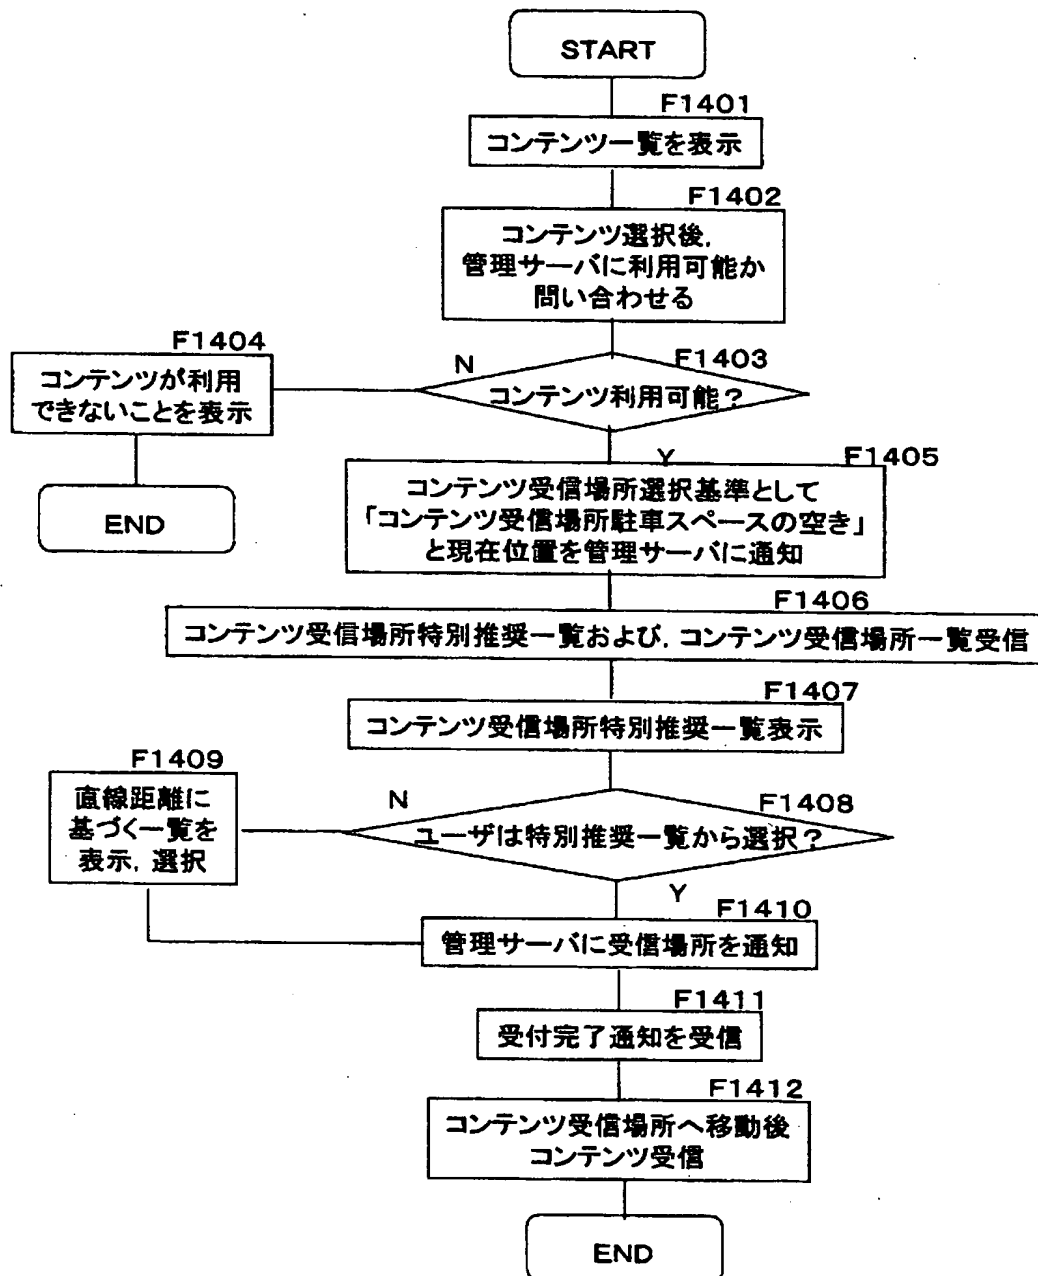 START
F1401
コンテンツ一覧を表示
F1402
コンテンツ選択後,
管理サーバに利用可能か
問い合わせる
F1403
コンテンツ利用可能？
N
F1404
コンテンツが利用
できないことを表示
END
Y
F1405
コンテンツ受信場所選択基準として
「コンテンツ受信場所駐車スペースの空き」
と現在位置を管理サーバに通知
F1406
コンテンツ受信場所特別推奨一覧および, コンテンツ受信場所一覧受信
F1407
コンテンツ受信場所特別推奨一覧表示
F1408
ユーザは特別推奨一覧から選択？
N
F1409
直線距離に
基づく一覧を
表示, 選択
Y
F1410
管理サーバに受信場所を通知
F1411
受付完了通知を受信
F1412
コンテンツ受信場所へ移動後
コンテンツ受信
END